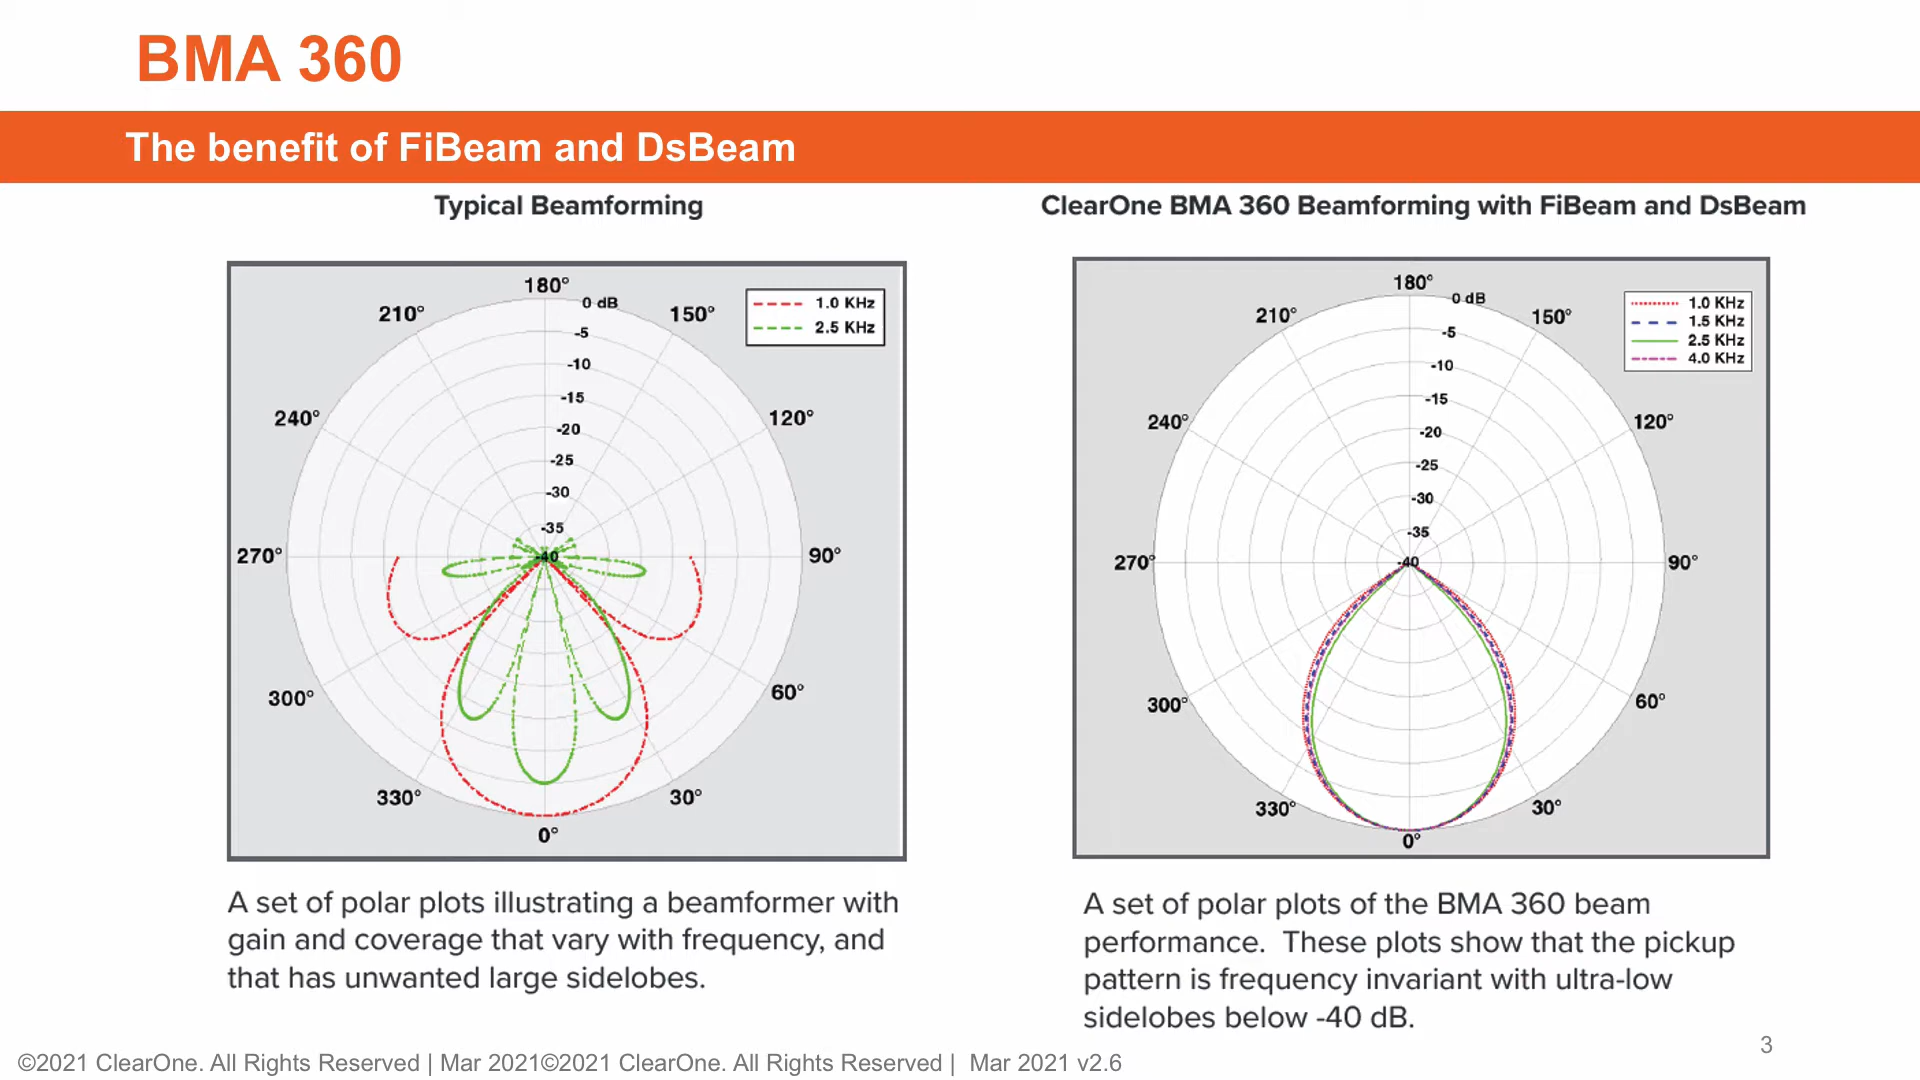 BMA 360
The benefit of FiBeam and DsBeam
Typical Beamforming
180°
0 dB
-5
-10
-15
-20
-25
-30
-35
-40
210°
150°
240°
120°
270°
90°
300°
60°
330°
30°
0°
1.0 KHz
2.5 KHz
A set of polar plots illustrating a beamformer with
gain and coverage that vary with frequency, and
that has unwanted large sidelobes.
ClearOne BMA 360 Beamforming with FiBeam and DsBeam
180°
0 dB
-5
-10
-15
-20
-25
-30
-35
-40
210°
150°
240°
120°
270°
90°
300°
60°
330°
30°
0°
1.0 KHz
1.5 KHz
2.5 KHz
4.0 KHz
A set of polar plots of the BMA 360 beam
performance.  These plots show that the pickup
pattern is frequency invariant with ultra-low
sidelobes below -40 dB.
3
©2021 ClearOne. All Rights Reserved | Mar 2021©2021 ClearOne. All Rights Reserved |  Mar 2021 v2.6